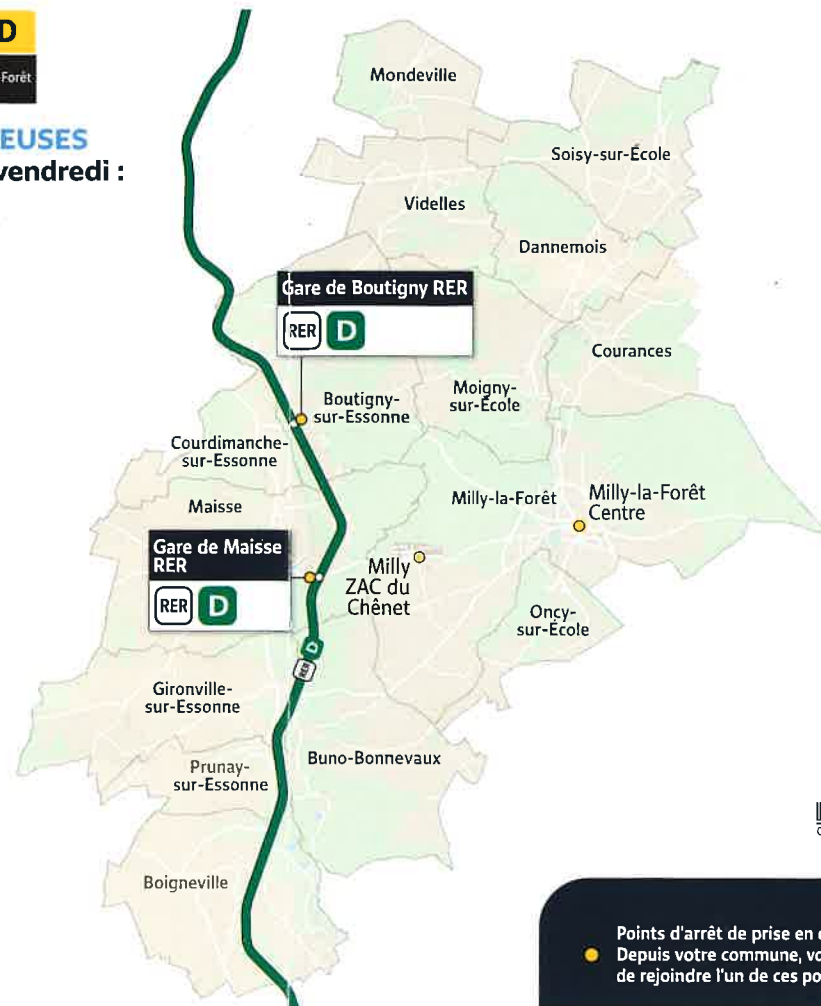 D
Forêt
EUSES
vendredi :
Mondeville
Soisy-sur-École
Videlles
Dannemois
Gare de Boutigny RER
RER D
Courances
Boutigny-
sur-Essonne
Moigny-
sur-École
Courdimanche-
sur-Essonne
Maisse
Milly-la-Forêt
Milly-la-Forêt
Centre
Gare de Maisse
RER
RER D
Milly
ZAC du
Chênet
Oncy-
sur-École
D
RER
Gironville-
sur-Essonne
Buno-Bonnevaux
Prunay-
sur-Essonne
Boigneville
Points d'arrêt de prise en
Depuis votre commune,
de rejoindre l'un de ces